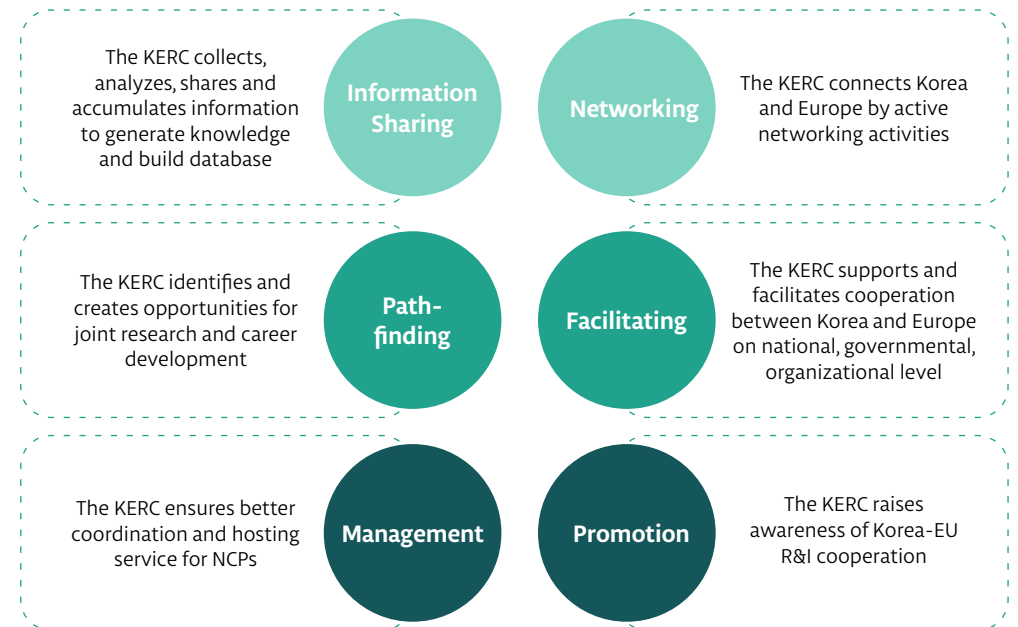 The KERC collects,
analyzes, shares and
accumulates information
to generate knowledge
and build database
Information
Sharing
Networking
The KERC connects Korea
and Europe by active
networking activities
The KERC identifies and
creates opportunities for
joint research and career
development
Path-
finding
Facilitating
The KERC supports and
facilitates cooperation
between Korea and Europe
on national, governmental,
organizational level
The KERC ensures better
coordination and hosting
service for NCPs
Management
Promotion
The KERC raises
awareness of Korea-EU
R&I cooperation